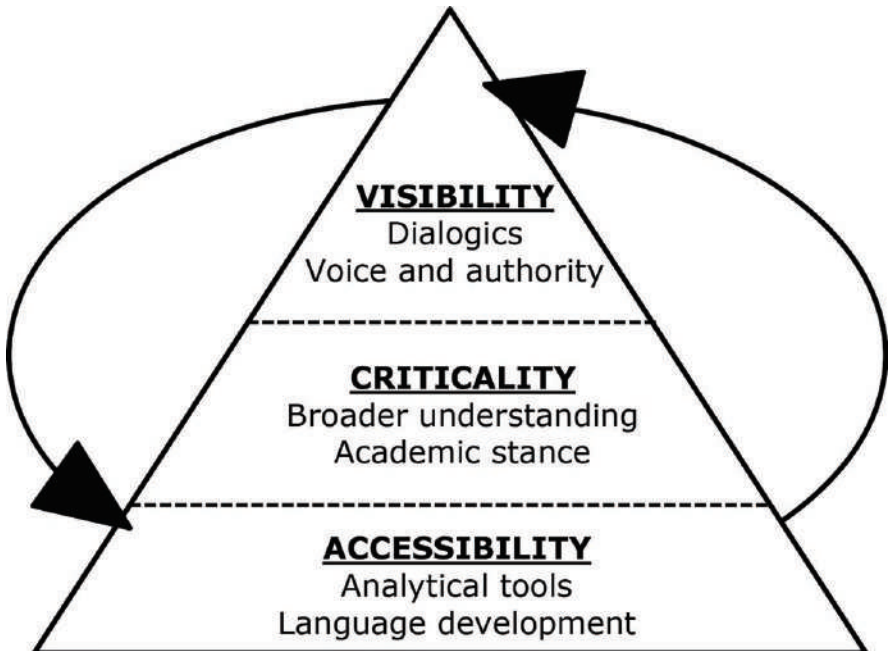 VISIBILITY
Dialogics
Voice and authority
CRITICALITY
Broader understanding
Academic stance
ACCESSIBILITY
Analytical tools
Language development